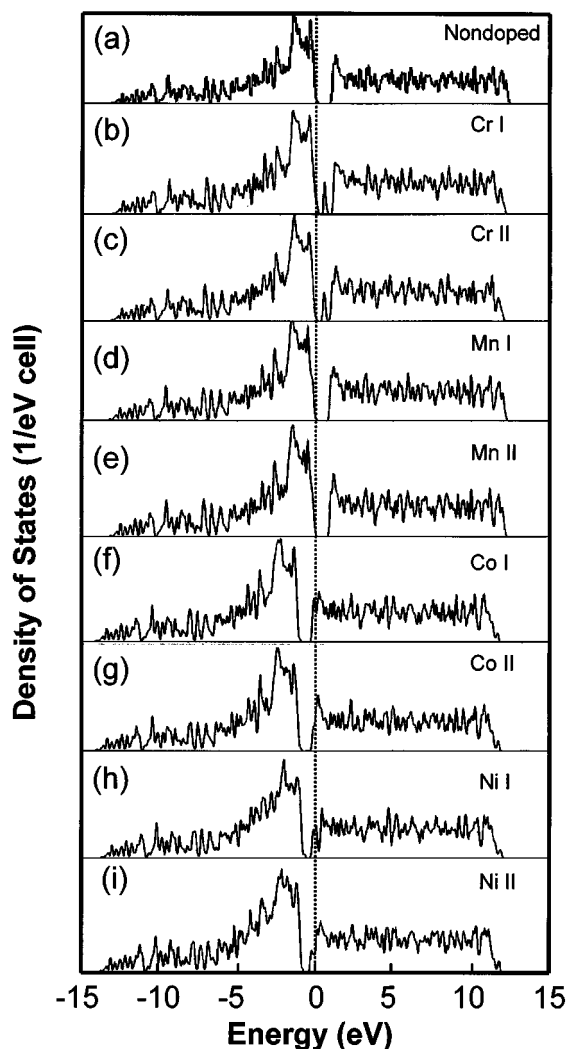 (a) Nondoped
(b) Cr I
(c) Cr II
(d) Mn I
(e) Mn II
(f) Co I
(g) Co II
(h) Ni I
(i) Ni II
Density of States (1/eV cell)
-15 -10 -5 0 5 10 15
Energy (eV)